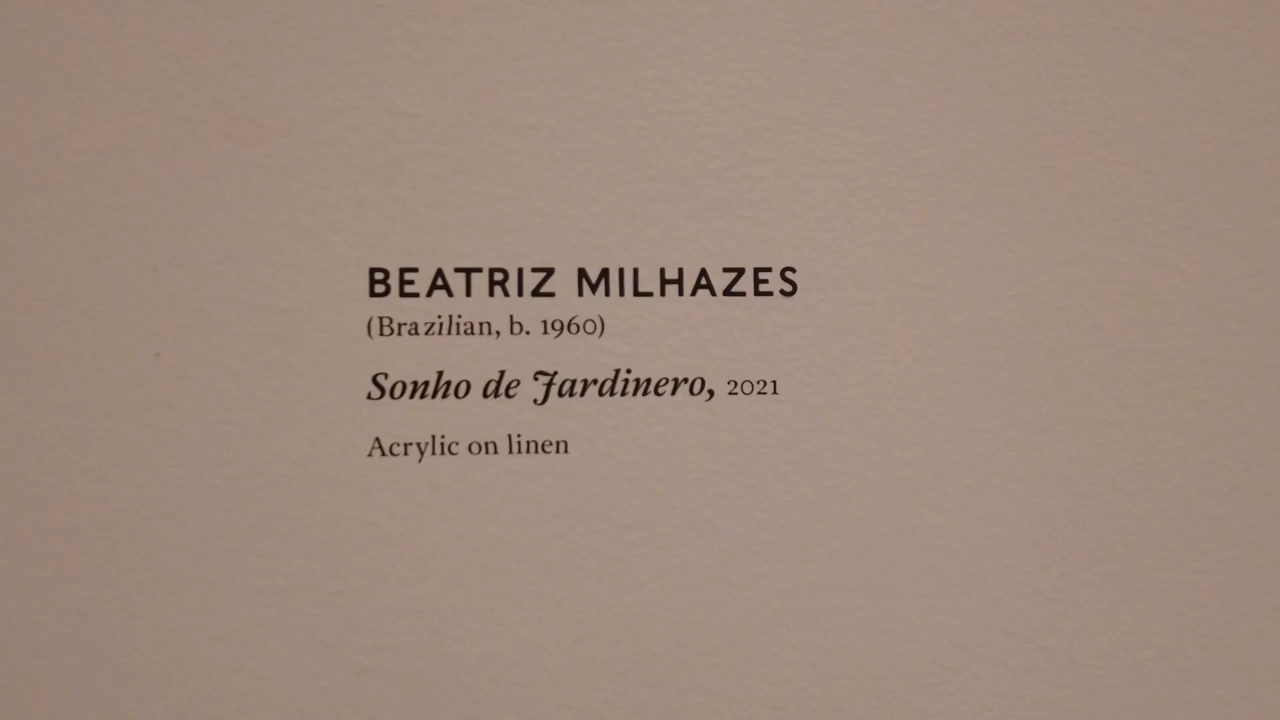 BEATRIZ MILHAZES
(Brazilian, b. 1960)
Sonho de Jardinero, 2021
Acrylic on linen